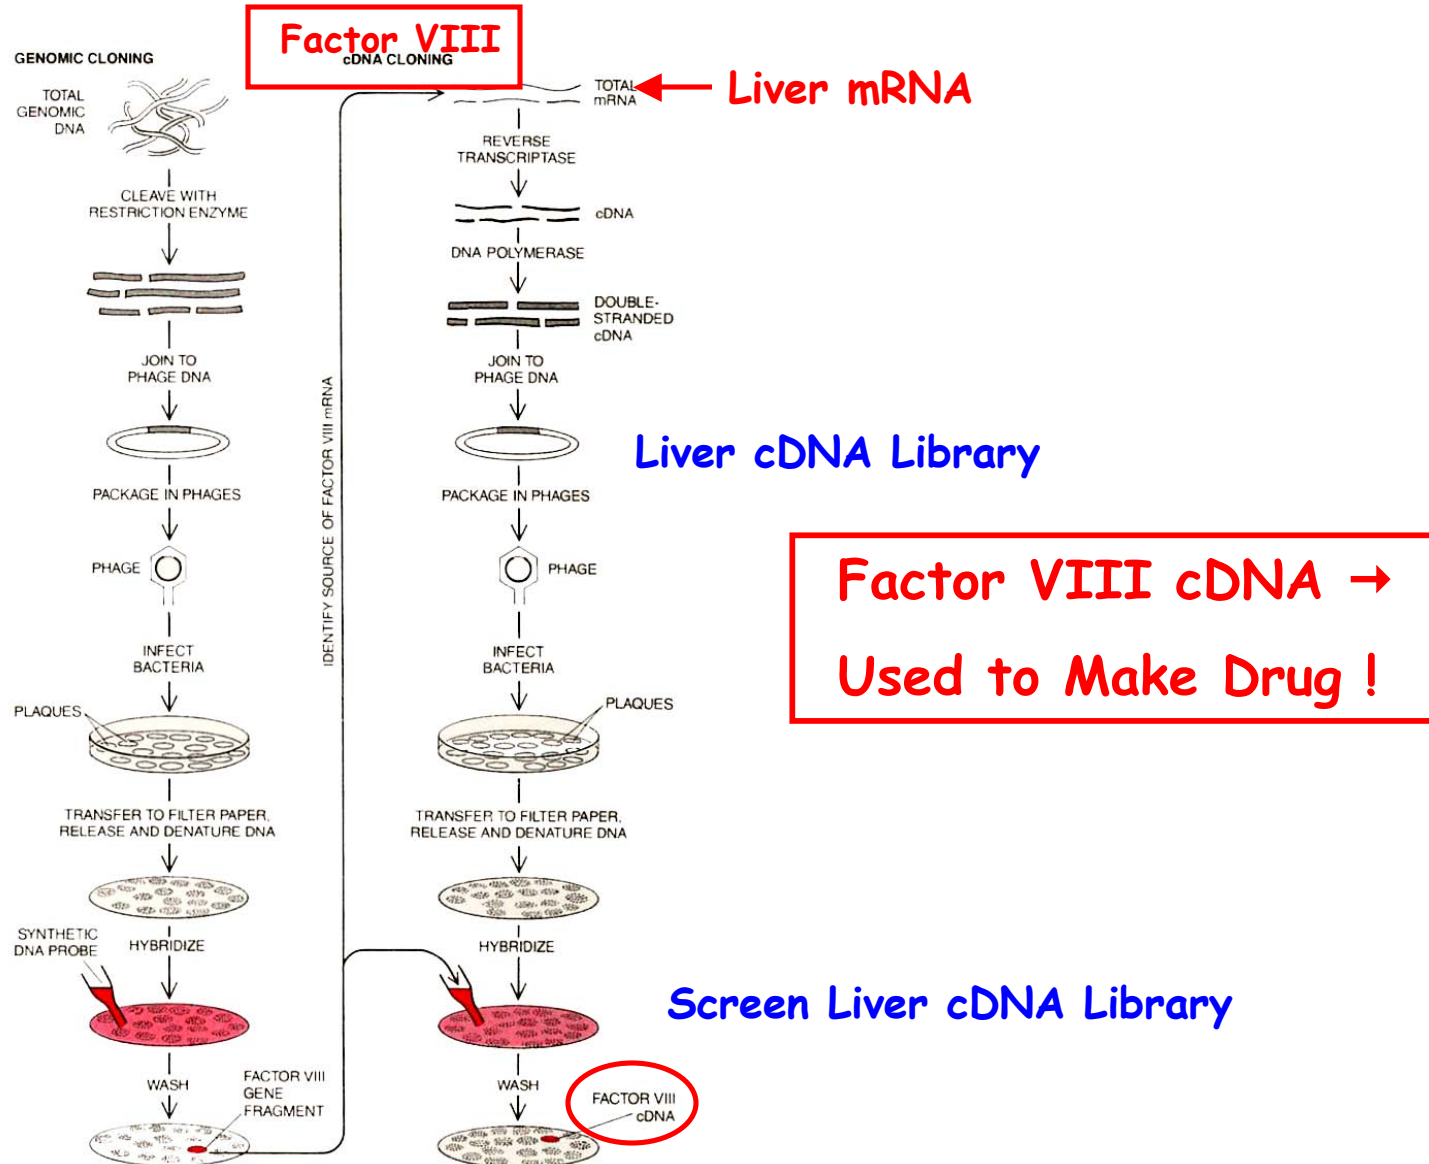 Factor VIII
GENOMIC CLONING
cDNA CLONING
TOTAL
GENOMIC
DNA
CLEAVE WITH
RESTRICTION ENZYME
JOIN TO
PHAGE DNA
PACKAGE IN PHAGES
PHAGE
INFECT
BACTERIA
PLAQUES
TRANSFER TO FILTER PAPER,
RELEASE AND DENATURE DNA
SYNTHETIC
DNA PROBE
HYBRIDIZE
WASH
FACTOR VIII
GENE
FRAGMENT
IDENTIFY SOURCE OF FACTOR VIII mRNA
TOTAL
mRNA
Liver mRNA
REVERSE
TRANSCRIPTASE
cDNA
DNA POLYMERASE
DOUBLE-
STRANDED
cDNA
JOIN TO
PHAGE DNA
Liver cDNA Library
PACKAGE IN PHAGES
PHAGE
Factor VIII cDNA →
Used to Make Drug !
INFECT
BACTERIA
PLAQUES
TRANSFER TO FILTER PAPER,
RELEASE AND DENATURE DNA
HYBRIDIZE
Screen Liver cDNA Library
WASH
FACTOR VIII
cDNA